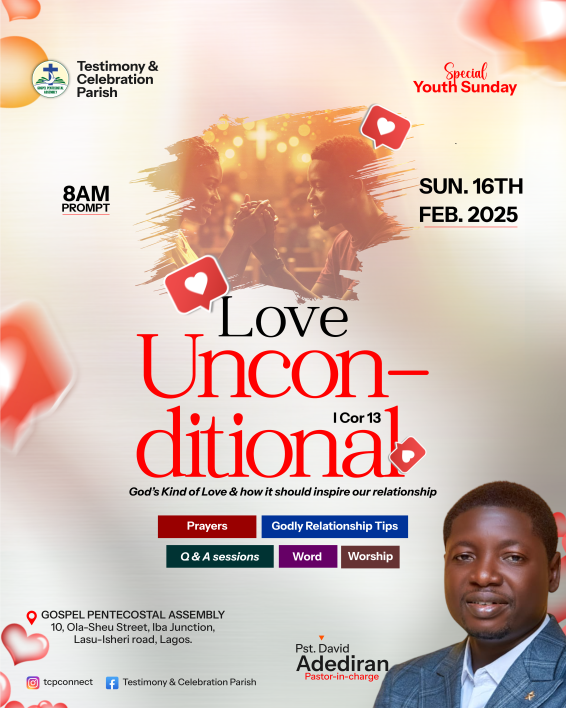 GOSPEL PENTECOSTAL
ASSEMBLY
Testimony &
Celebration
Parish
Special
Youth Sunday
8AM
PROMPT
SUN. 16TH
FEB. 2025
Love
Uncon-
ditional
I Cor 13
God's Kind of Love & how it should inspire our relationship
Prayers
Godly Relationship Tips
Q & A sessions
Word
Worship
GOSPEL PENTECOSTAL ASSEMBLY
10, Ola-Sheu Street, Iba Junction,
Lasu-Isheri road, Lagos.
Pst. David
Adediran
Pastor-in-charge
tcpconnect
Testimony & Celebration Parish